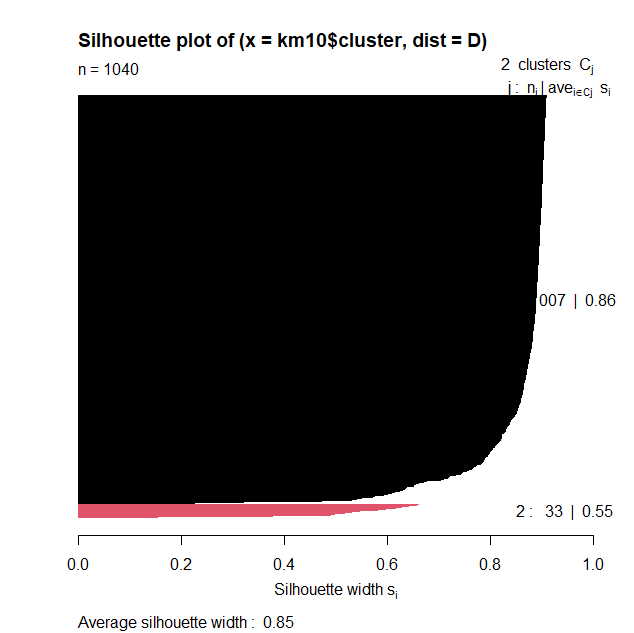 Silhouette plot of (x = km10$cluster, dist = D)
n = 1040
2 clusters Cj
j : nj | avei∈Cj si
007 | 0.86
2 : 33 | 0.55
0.0 0.2 0.4 0.6 0.8 1.0
Silhouette width si
Average silhouette width : 0.85